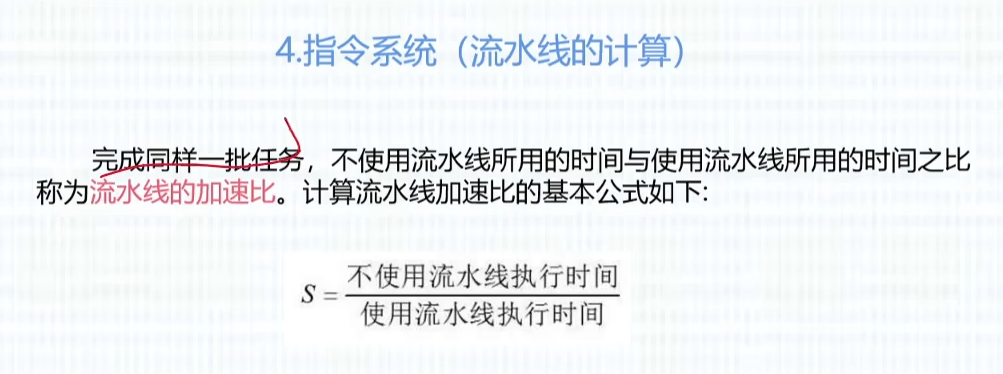 4.指令系统（流水线的计算）
完成同样一批任务，不使用流水线所用的时间与使用流水线所用的时间之比
称为流水线的加速比。计算流水线加速比的基本公式如下:
S = 不使用流水线执行时间
使用流水线执行时间